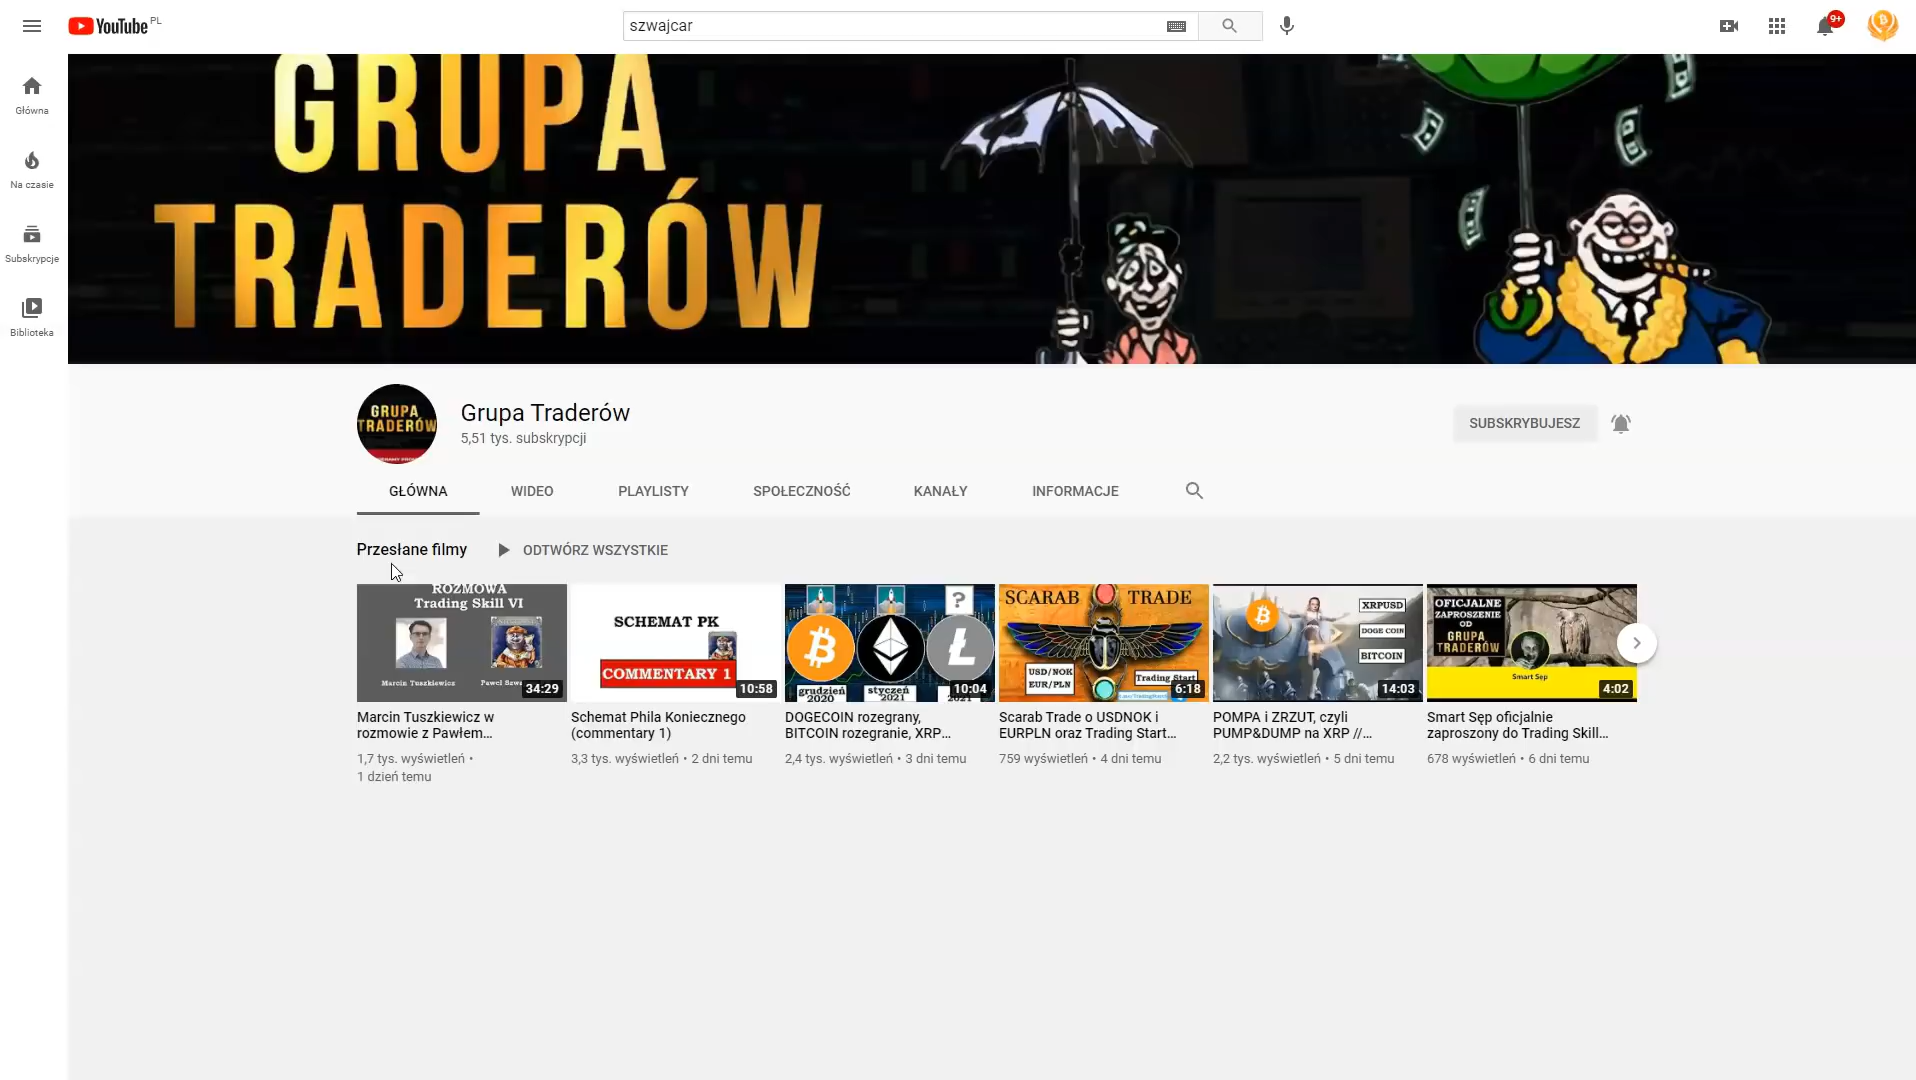 YouTube PL
szwajcar
9+
Główna
Na czasie
Subskrypcje
Biblioteka
GRUPA
TRADERÓW
GRUPA
TRADERÓW
Grupa Traderów
5,51 tys. subskrypcji
SUBSKRYBUJESZ
GŁÓWNA
WIDEO
PLAYLISTY
SPOŁECZNOŚĆ
KANAŁY
INFORMACJE
Przesłane filmy
ODTWÓRZ WSZYSTKIE
ROZMOWA
Trading Skill VI
Marcin Tuszkiewicz
34:29
Marcin Tuszkiewicz w
rozmowie z Pawłem...
1,7 tys. wyświetleń •
1 dzień temu
SCHEMAT PK
COMMENTARY 1
10:58
Schemat Phila Koniecznego
(commentary 1)
3,3 tys. wyświetleń • 2 dni temu
?
grudzień
2020
styczeń
2021
10:04
DOGECOIN rozegrany,
BITCOIN rozegranie, XRP...
2,4 tys. wyświetleń • 3 dni temu
SCARAB TRADE
USD/NOK
EUR/PLN
Trading Start
6:18
Scarab Trade o USDNOK i
EURPLN oraz Trading Start...
759 wyświetleń • 4 dni temu
XRPUSD
DOGE COIN
BITCOIN
14:03
POMPA i ZRZUT, czyli
PUMP&DUMP na XRP //...
2,2 tys. wyświetleń • 5 dni temu
OFICJALNE
ZAPROSZENIE
OD
GRUPA
TRADERÓW
Smart Sęp
4:02
Smart Sęp oficjalnie
zaproszony do Trading Skill...
678 wyświetleń • 6 dni temu